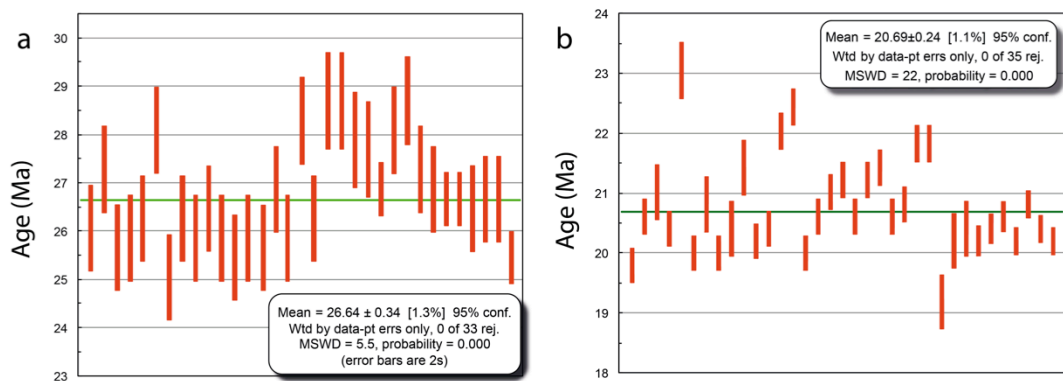 a
Age (Ma)
30
29
28
27
26
25
24
23
Mean = 26.64 ± 0.34 [1.3%] 95% conf.
Wtd by data-pt errs only, 0 of 33 rej.
MSWD = 5.5, probability = 0.000
(error bars are 2s)
b
Age (Ma)
24
23
22
21
20
19
18
Mean = 20.69±0.24 [1.1%] 95% conf.
Wtd by data-pt errs only, 0 of 35 rej.
MSWD = 22, probability = 0.000